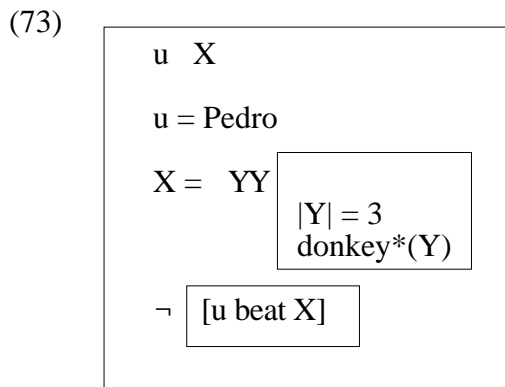 (73)
u X
u = Pedro
X = YY
|Y| = 3
donkey*(Y)
¬ [u beat X]